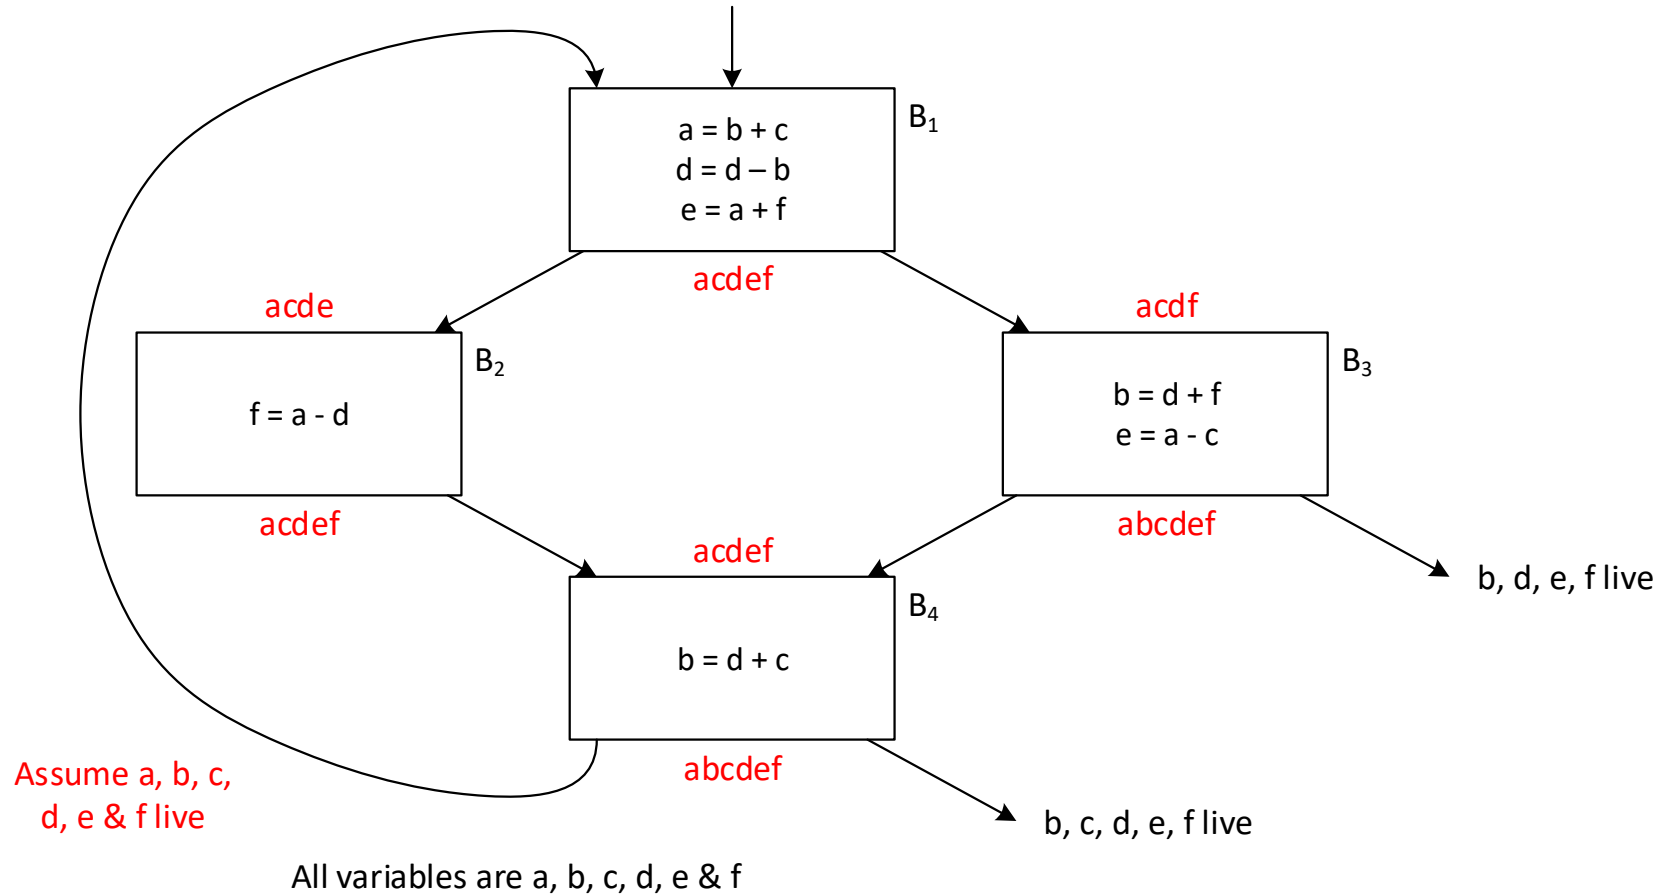 a = b + c
d = d – b
e = a + f
B₁
acdef
acde
acdf
B₂
f = a - d
B₃
b = d + f
e = a - c
acdef
acdef
abcdef
b, d, e, f live
B₄
b = d + c
abcdef
Assume a, b, c,
d, e & f live
b, c, d, e, f live
All variables are a, b, c, d, e & f